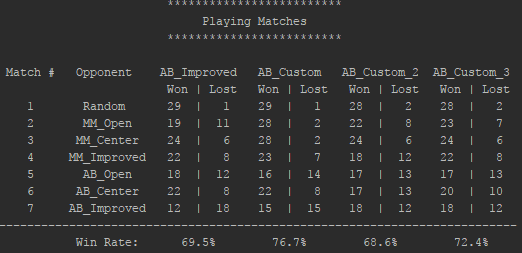 *************************
Playing Matches
*************************
Match # Opponent AB_Improved AB_Custom AB_Custom_2 AB_Custom_3
Won | Lost Won | Lost Won | Lost Won | Lost
1 Random 29 | 1 29 | 1 28 | 2 28 | 2
2 MM_Open 19 | 11 28 | 2 22 | 8 23 | 7
3 MM_Center 24 | 6 28 | 2 24 | 6 24 | 6
4 MM_Improved 22 | 8 23 | 7 18 | 12 22 | 8
5 AB_Open 18 | 12 16 | 14 17 | 13 17 | 13
6 AB_Center 22 | 8 22 | 8 17 | 13 20 | 10
7 AB_Improved 12 | 18 15 | 15 18 | 12 18 | 12
--------------------------------------------------------------------------
Win Rate: 69.5% 76.7% 68.6% 72.4%